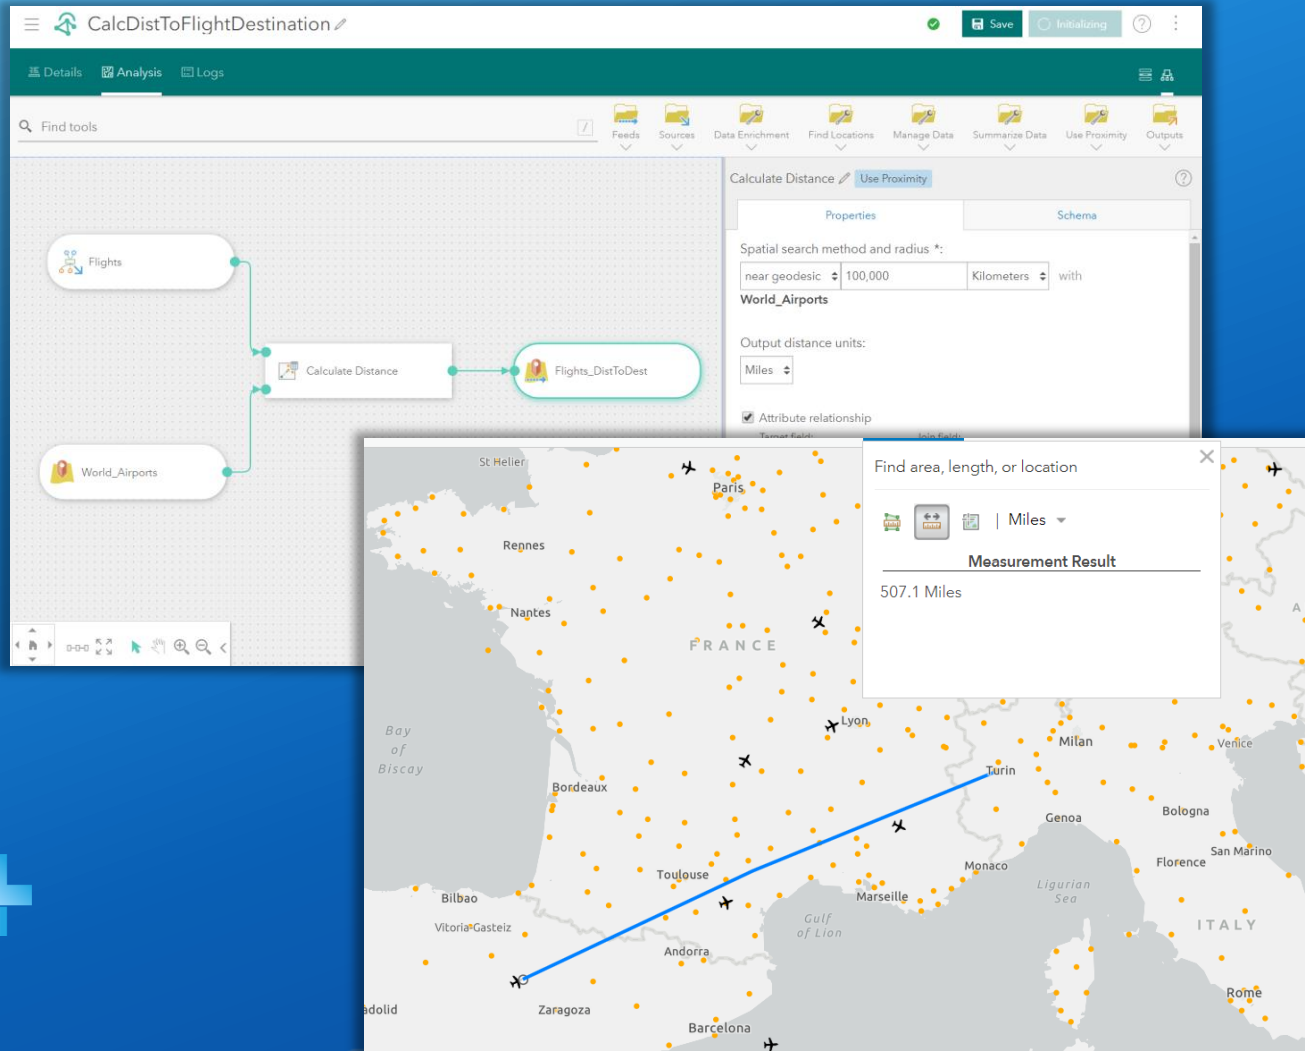 CalcDistToFlightDestination
Save
Initializing
Details
Analysis
Logs
Find tools
/
Feeds
Sources
Data Enrichment
Find Locations
Manage Data
Summarize Data
Use Proximity
Outputs
Flights
World_Airports
Calculate Distance
Flights_DistToDest
Calculate Distance
Use Proximity
Properties
Schema
Spatial search method and radius *:
near geodesic
100,000
Kilometers
with
World_Airports
Output distance units:
Miles
Attribute relationship
Target field:
Join field:
Find area, length, or location
Miles
Measurement Result
507.1 Miles
St Helier
Paris
Rennes
Nantes
FRANCE
A
Bay
of
Biscay
Lyon
Milan
Venice
Turin
Bordeaux
Genoa
Bologna
San Marino
Florence
Monaco
Toulouse
Marseille
Ligurian
Sea
Bilbao
Vitoria-Gasteiz
Gulf
of Lion
ITALY
Andorra
Rome
adolid
Zaragoza
Barcelona